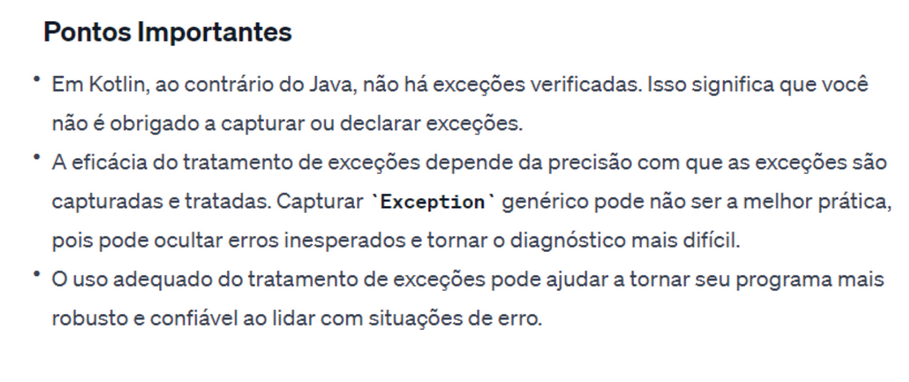 Pontos Importantes
• Em Kotlin, ao contrário do Java, não há exceções verificadas. Isso significa que você
não é obrigado a capturar ou declarar exceções.
• A eficácia do tratamento de exceções depende da precisão com que as exceções são
capturadas e tratadas. Capturar `Exception` genérico pode não ser a melhor prática,
pois pode ocultar erros inesperados e tornar o diagnóstico mais difícil.
• O uso adequado do tratamento de exceções pode ajudar a tornar seu programa mais
robusto e confiável ao lidar com situações de erro.